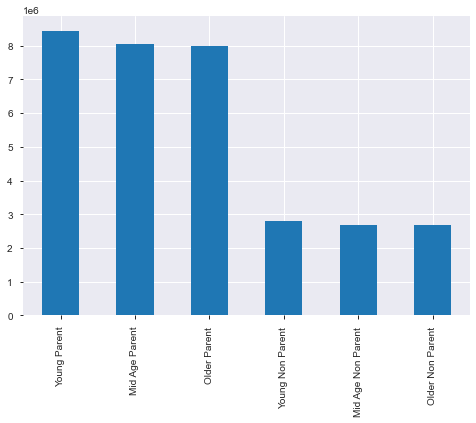 1e6
8
7
6
5
4
3
2
1
0
Young Parent
Mid Age Parent
Older Parent
Young Non Parent
Mid Age Non Parent
Older Non Parent